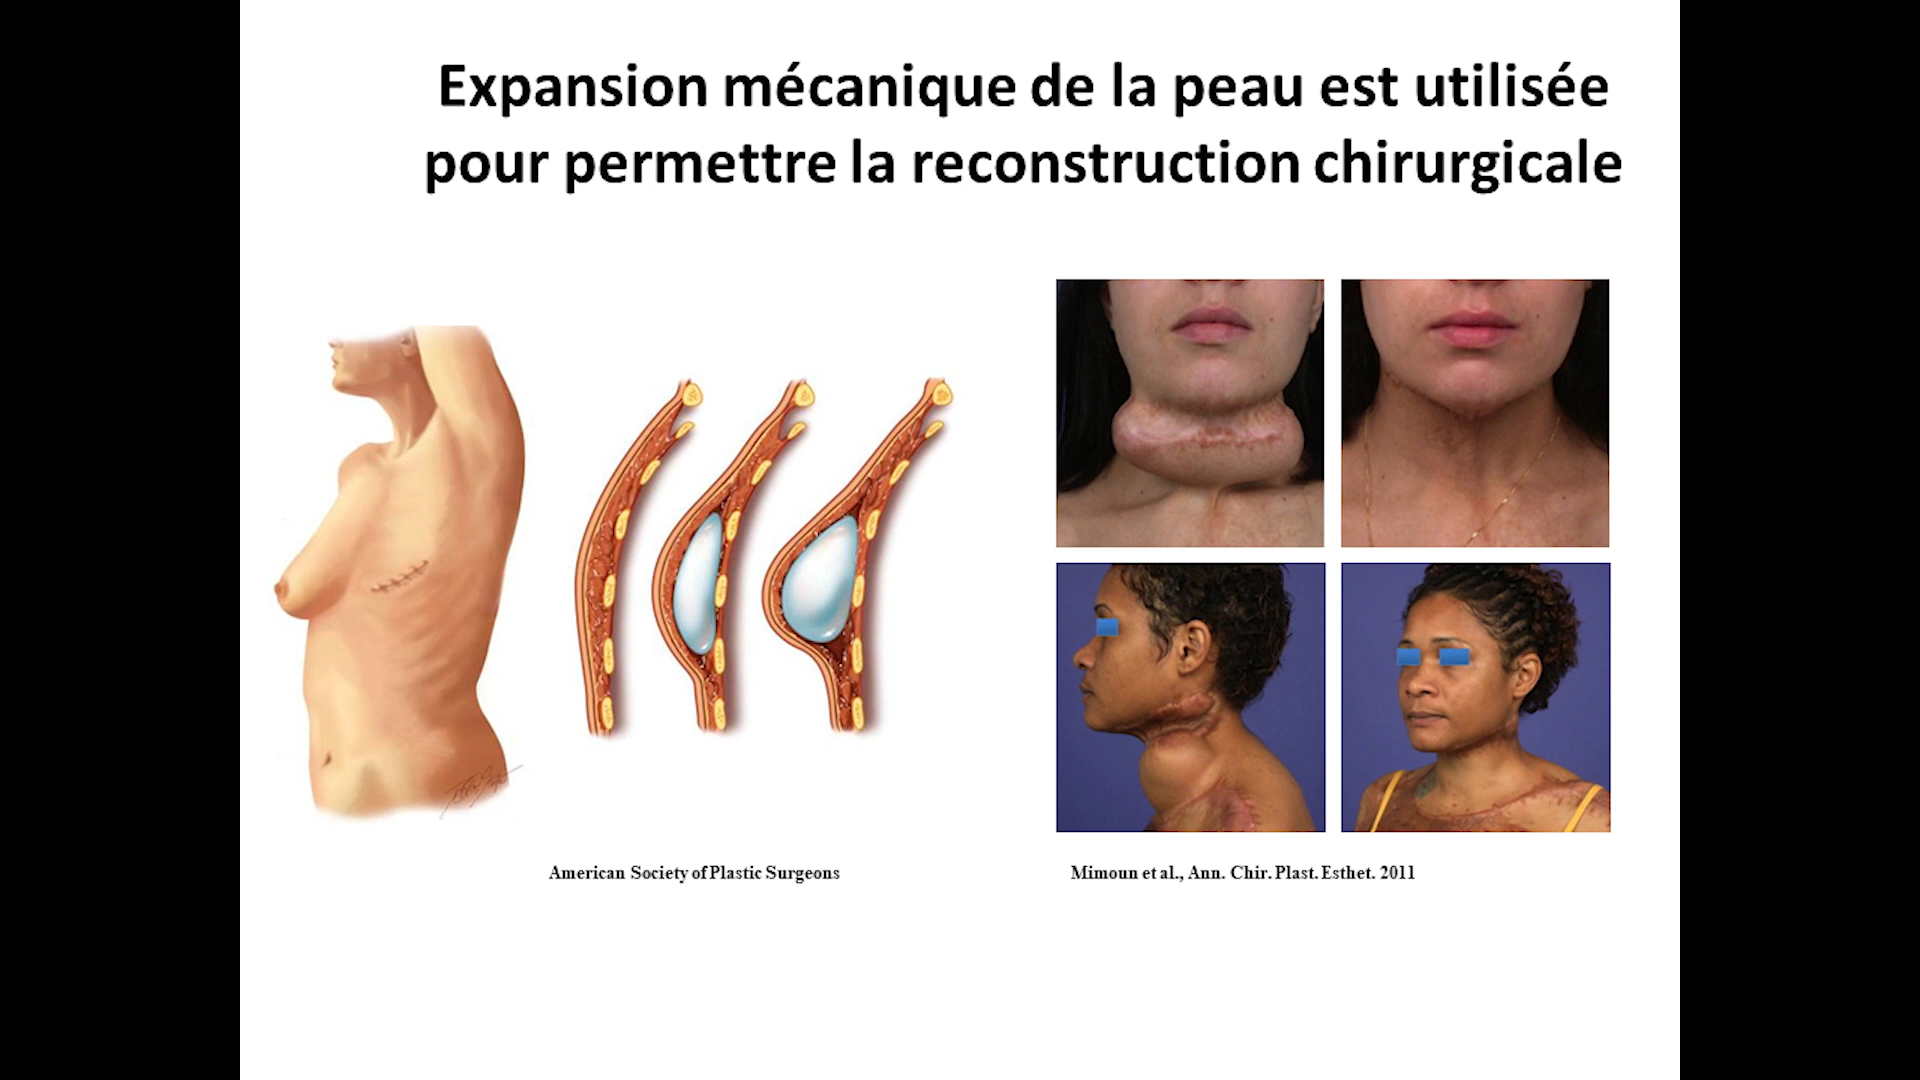 Expansion mécanique de la peau est utilisée
pour permettre la reconstruction chirurgicale
American Society of Plastic Surgeons
Mimoun et al., Ann. Chir. Plast. Esthet. 2011